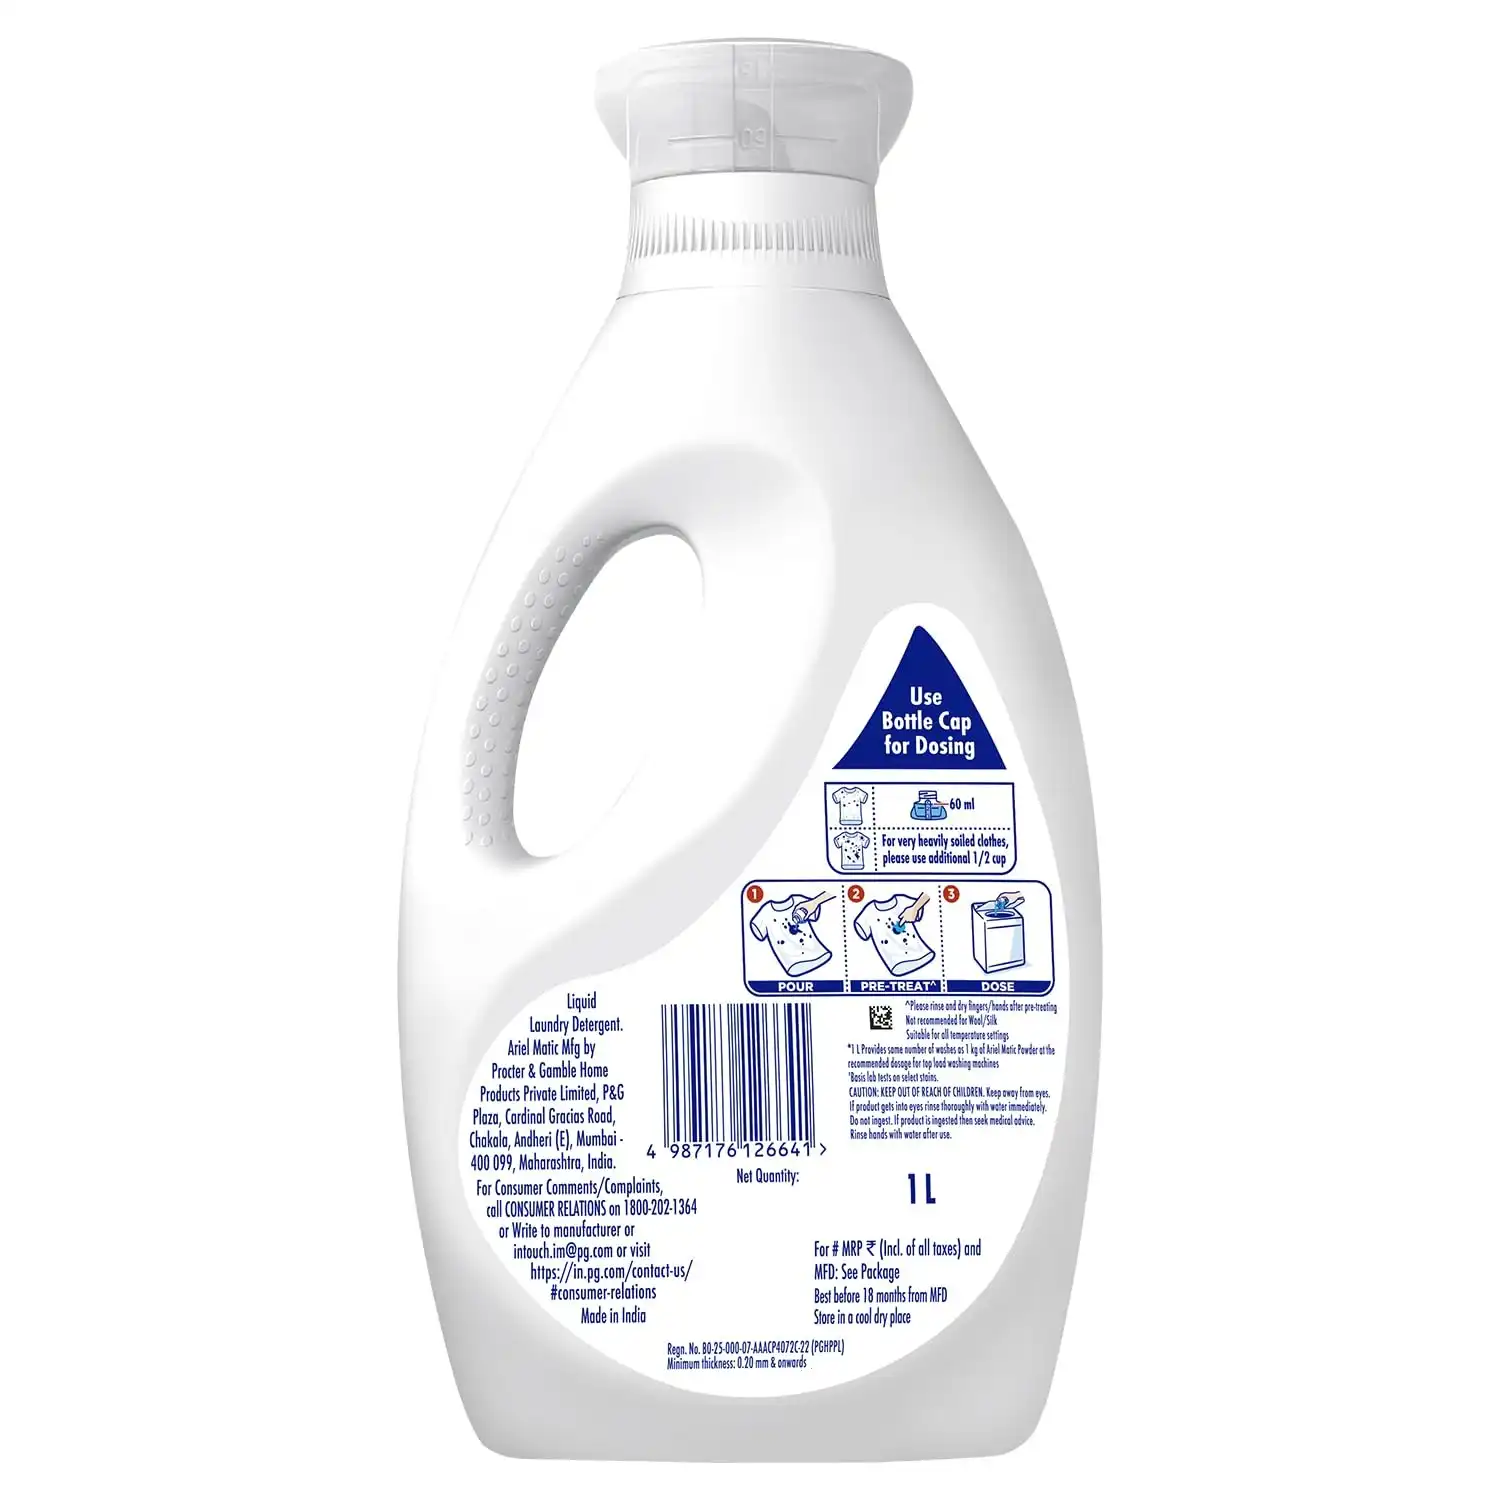 60
Use
Bottle Cap
for Dosing
60 ml
For very heavily soiled clothes,
please use additional 1/2 cup
1 2 3
POUR PRE-TREAT^ DOSE
^Please rinse and dry fingers/hands after pre-treating
Not recommended for Wool/Silk
Suitable for all temperature settings
*1 L Provides same number of washes as 1 kg of Ariel Matic Powder at the
recommended dosage for top load washing machines
'Basis lab tests on select stains.
CAUTION: KEEP OUT OF REACH OF CHILDREN. Keep away from eyes.
If product gets into eyes rinse thoroughly with water immediately.
Do not ingest. If product is ingested then seek medical advice.
Rinse hands with water after use.
Liquid
Laundry Detergent.
Ariel Matic Mfg by
Procter & Gamble Home
Products Private Limited, P&G
Plaza, Cardinal Gracias Road,
Chakala, Andheri (E), Mumbai -
400 099, Maharashtra, India.
For Consumer Comments/Complaints,
call CONSUMER RELATIONS on 1800-202-1364
or Write to manufacturer or
intouch.im@pg.com or visit
https://in.pg.com/contact-us/
#consumer-relations
Made in India
4 987176 126641 >
Net Quantity:
1 L
For # MRP ₹ (Incl. of all taxes) and
MFD: See Package
Best before 18 months from MFD
Store in a cool dry place
Regn. No. BO-25-000-07-AAACP4072C-22 (PGHPPL)
Minimum thickness: 0.20 mm & onwards